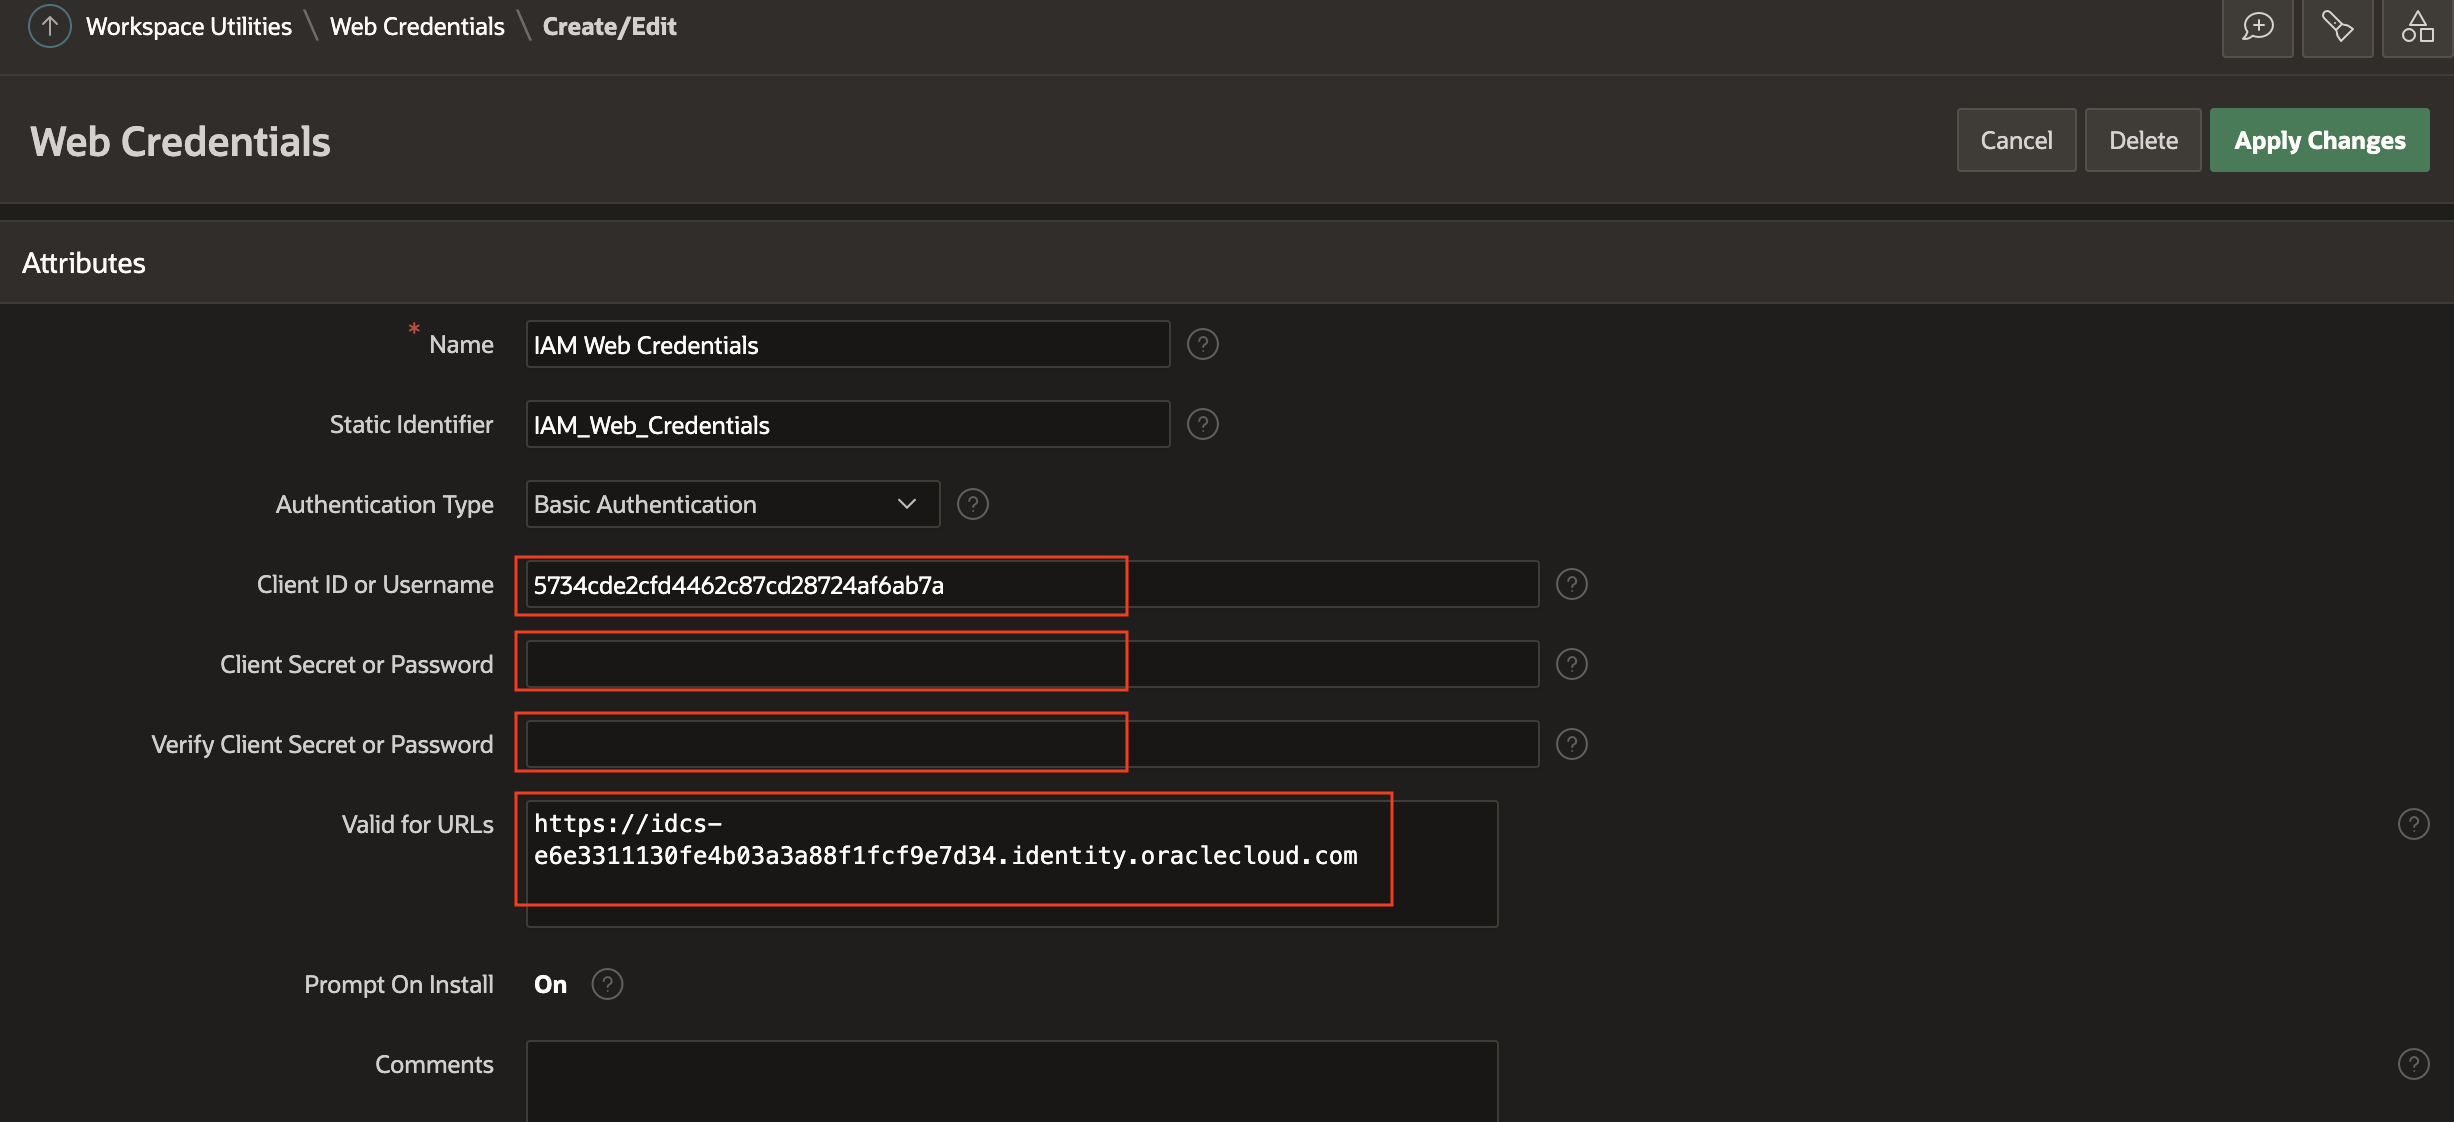 Workspace Utilities \ Web Credentials \ Create/Edit
Web Credentials
Cancel Delete Apply Changes
Attributes
* Name IAM Web Credentials ?
Static Identifier IAM_Web_Credentials ?
Authentication Type Basic Authentication ?
Client ID or Username 5734cde2cfd4462c87cd28724af6ab7a ?
Client Secret or Password ?
Verify Client Secret or Password ?
Valid for URLs https://idcs- ?
e6e3311130fe4b03a3a88f1fcf9e7d34.identity.oraclecloud.com
Prompt On Install On ?
Comments ?